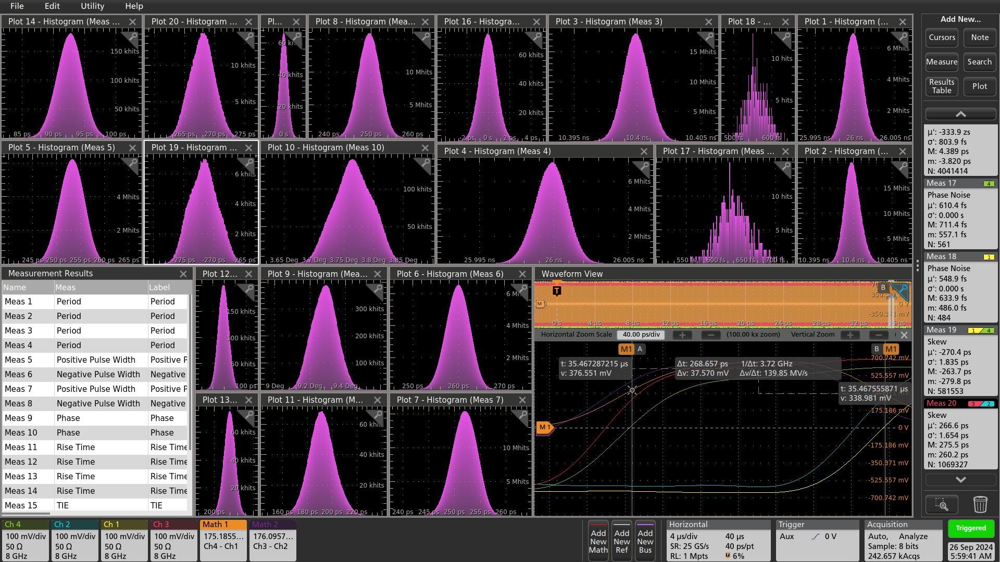 File Edit Utility Help
Plot 14 - Histogram (Meas ...
150 khits
100 khits
50 khits
85 ps 90 ps 95 ps 100 ps
Plot 20 - Histogram ...
10 khits
5 khits
265 ps 270 ps 275 ps
Pl...
40 khits
20 khits
0 s
Plot 8 - Histogram (Mea...
10 Mhits
5 Mhits
240 ps 250 ps 260 ps
Plot 16 - Histogra...
60 khits
40 khits
20 khits
-2 ps 0 s 2 ps 4 ps
Plot 3 - Histogram (Meas 3)
15 Mhits
10 Mhits
5 Mhits
10.395 ns 10.4 ns 10.405 ns
Plot 18 - ...
10 hits
5 hits
500 fs 600 fs
Plot 1 - Histogram (...
6 Mhits
4 Mhits
2 Mhits
25.995 ns 26 ns 26.005 ns
Plot 5 - Histogram (Meas 5)
4 Mhits
2 Mhits
245 ps 250 ps 255 ps 260 ps 265 ps
Plot 19 - Histogram ...
6 khits
4 khits
2 khits
-275 ps -270 ps -265 ps
Plot 10 - Histogram (Meas 10)
100 khits
50 khits
3.65 Deg 3.7 Deg 3.75 Deg 3.8 Deg 3.85 Deg
Plot 4 - Histogram (Meas 4)
6 Mhits
4 Mhits
2 Mhits
25.995 ns 26 ns 26.005 ns
Plot 17 - Histogram (Meas ...
10 hits
5 hits
550 fs 600 fs 650 fs 700 fs
Plot 2 - Histogram (...
15 Mhits
10 Mhits
5 Mhits
10.395 ns 10.4 ns 10.405 ns
Measurement Results
Name Meas Label
Meas 1 Period Period
Meas 2 Period Period
Meas 3 Period Period
Meas 4 Period Period
Meas 5 Positive Pulse Width Positive P
Meas 6 Negative Pulse Width Negative
Meas 7 Positive Pulse Width Positive P
Meas 8 Negative Pulse Width Negative
Meas 9 Phase Phase
Meas 10 Phase Phase
Meas 11 Rise Time Rise Time
Meas 12 Rise Time Rise Time
Meas 13 Rise Time Rise Time
Meas 14 Rise Time Rise Time
Meas 15 TIE TIE
Plot 12...
150 khits
100 khits
50 khits
100 ps
Plot 9 - Histogram (Mea...
300 khits
200 khits
100 khits
9 Deg 9.2 Deg 9.4 Deg
Plot 6 - Histogram (Meas 6)
4 Mhits
2 Mhits
250 ps 260 ps 270 ps
Plot 13...
60 khits
40 khits
20 khits
200 ps
Plot 11 - Histogram (M...
60 khits
40 khits
20 khits
160 ps 180 ps 200 ps 220 ps
Plot 7 - Histogram (Meas 7)
10 Mhits
5 Mhits
240 ps 245 ps 250 ps 255 ps 260 ps
Waveform View
T
B
M1
0 V
-350.371 mV
0 s 4 µs 8 µs 12 µs 16 µs 20 µs 24 µs 28 µs 32 µs 36 µs
Horizontal Zoom Scale 40.00 ps/div + − (100.00 kx zoom) Vertical Zoom + −
M1 A
B M1
t: 35.467287215 µs
v: 376.551 mV
Δt: 268.657 ps 1/Δt: 3.72 GHz
Δv: 37.570 mV Δv/Δt: 139.85 MV/s
t: 35.467555871 µs
v: 338.981 mV
700.742 mV
525.557 mV
175.186 mV
M 1
0 V
-175.186 mV
-350.371 mV
-525.557 mV
-700.742 mV
Add New...
Cursors Note
Measure Search
Results Table
Plot
µ': -333.9 zs
σ': 803.9 fs
M: 4.389 ps
m: -3.820 ps
N: 4041414
Meas 17 4
Phase Noise
µ': 610.4 fs
σ': 0.000 s
M: 711.4 fs
m: 557.1 fs
N: 561
Meas 18 1
Phase Noise
µ': 548.9 fs
σ': 0.000 s
M: 633.9 fs
m: 486.0 fs
N: 484
Meas 19 1 4
Skew
µ': -270.4 ps
σ': 1.835 ps
M: -263.7 ps
m: -279.8 ps
N: 581553
Meas 20 3 2
Skew
µ': 266.6 ps
σ': 1.654 ps
M: 275.5 ps
m: 260.2 ps
N: 1069327
Ch 4
100 mV/div
50 Ω
8 GHz
Ch 2
100 mV/div
50 Ω
8 GHz
Ch 1
100 mV/div
50 Ω
8 GHz
Ch 3
100 mV/div
50 Ω
8 GHz
Math 1
175.1855...
Ch4 - Ch1
Math 2
176.0957...
Ch3 - Ch2
Add New Math
Add New Ref
Add New Bus
Horizontal
4 µs/div 40 µs
SR: 25 GS/s 40 ps/pt
RL: 1 Mpts 6%
Trigger
Aux 0 V
Acquisition
Auto, Analyze
Sample: 8 bits
242.657 kAcqs
Triggered
26 Sep 2024
5:59:41 AM